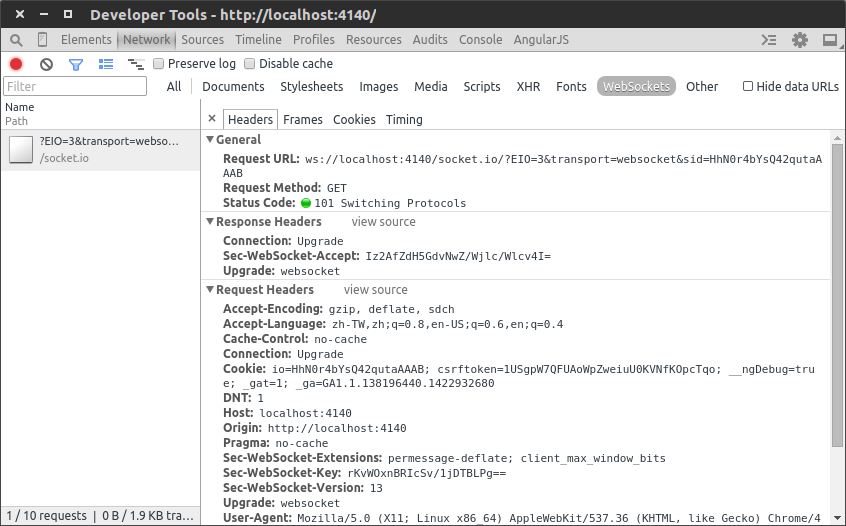 Developer Tools - http://localhost:4140/
Elements Network Sources Timeline Profiles Resources Audits Console AngularJS
Preserve log Disable cache
Filter All Documents Stylesheets Images Media Scripts XHR Fonts WebSockets Other Hide data URLs
Name
Path
?EIO=3&transport=webso...
/socket.io
× Headers Frames Cookies Timing
General
Request URL: ws://localhost:4140/socket.io/?EIO=3&transport=websocket&sid=HhN0r4bYsQ42qutaA
AAB
Request Method: GET
Status Code: 101 Switching Protocols
Response Headers view source
Connection: Upgrade
Sec-WebSocket-Accept: Iz2AfZdH5GdvNwZ/Wjlc/Wlcv4I=
Upgrade: websocket
Request Headers view source
Accept-Encoding: gzip, deflate, sdch
Accept-Language: zh-TW,zh;q=0.8,en-US;q=0.6,en;q=0.4
Cache-Control: no-cache
Connection: Upgrade
Cookie: io=HhN0r4bYsQ42qutaAAAB; csrftoken=1USgpW7QFUAoWpZweiuU0KVNfKOpcTqo; __ngDebug=tru
e; _gat=1; _ga=GA1.1.138196440.1422932680
DNT: 1
Host: localhost:4140
Origin: http://localhost:4140
Pragma: no-cache
Sec-WebSocket-Extensions: permessage-deflate; client_max_window_bits
Sec-WebSocket-Key: rKvWOxnBRIcSv/1jDTBLPg==
Sec-WebSocket-Version: 13
Upgrade: websocket
User-Agent: Mozilla/5.0 (X11; Linux x86_64) AppleWebKit/537.36 (KHTML, like Gecko) Chrome/4
1 / 10 requests | 0 B / 1.9 KB tra...